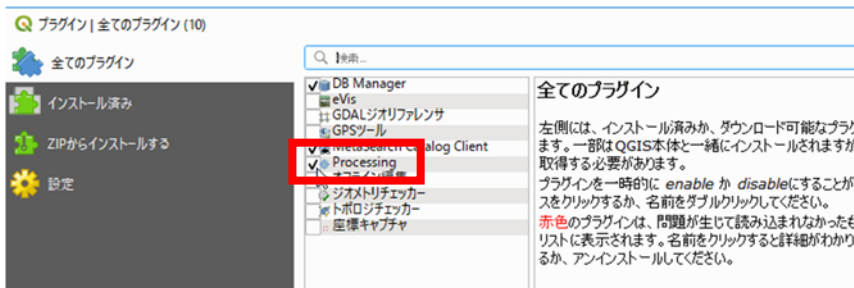 プラグイン | 全てのプラグイン (10)
全てのプラグイン
インストール済み
ZIPからインストールする
設定
検索...
DB Manager
eVis
GDALジオリファレンサ
GPSツール
MetaSearch Catalog Client
Processing
オフライン編集
ジオメトリチェッカー
トポロジチェッカー
座標キャプチャ
全てのプラグイン
左側には、インストール済みか、ダウンロード可能なプラグ
ます。一部はQGIS本体と一緒にインストールされますが
取得する必要があります。
プラグインを一時的に enable か disableにすることが
スをクリックするか、名前をダブルクリックしてください。
赤色のプラグインは、問題が生じて読み込まれなかったも
リストに表示されます。名前をクリックすると詳細がわかり
るか、アンインストールしてください。